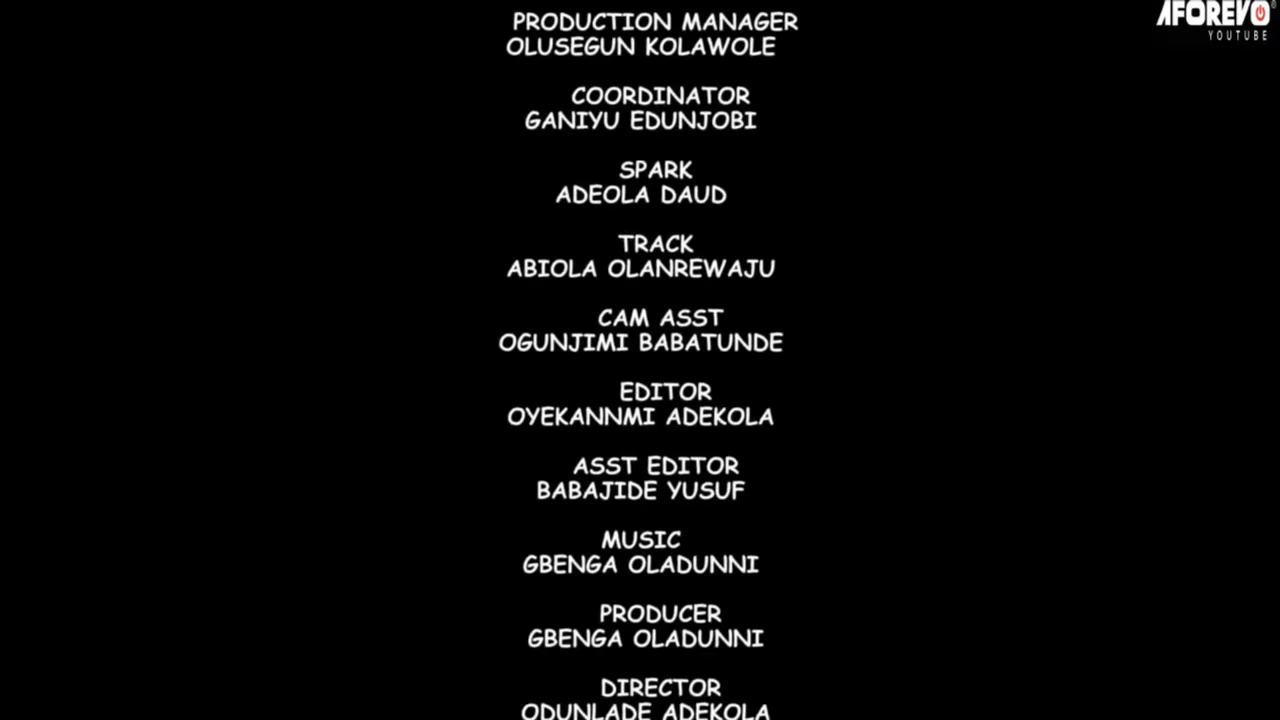 AFOREVO
YOUTUBE
PRODUCTION MANAGER
OLUSEGUN KOLAWOLE
COORDINATOR
GANIYU EDUNJOBI
SPARK
ADEOLA DAUD
TRACK
ABIOLA OLANREWAJU
CAM ASST
OGUNJIMI BABATUNDE
EDITOR
OYEKANNMI ADEKOLA
ASST EDITOR
BABAJIDE YUSUF
MUSIC
GBENGA OLADUNNI
PRODUCER
GBENGA OLADUNNI
DIRECTOR
ODUNLADE ADEKOLA